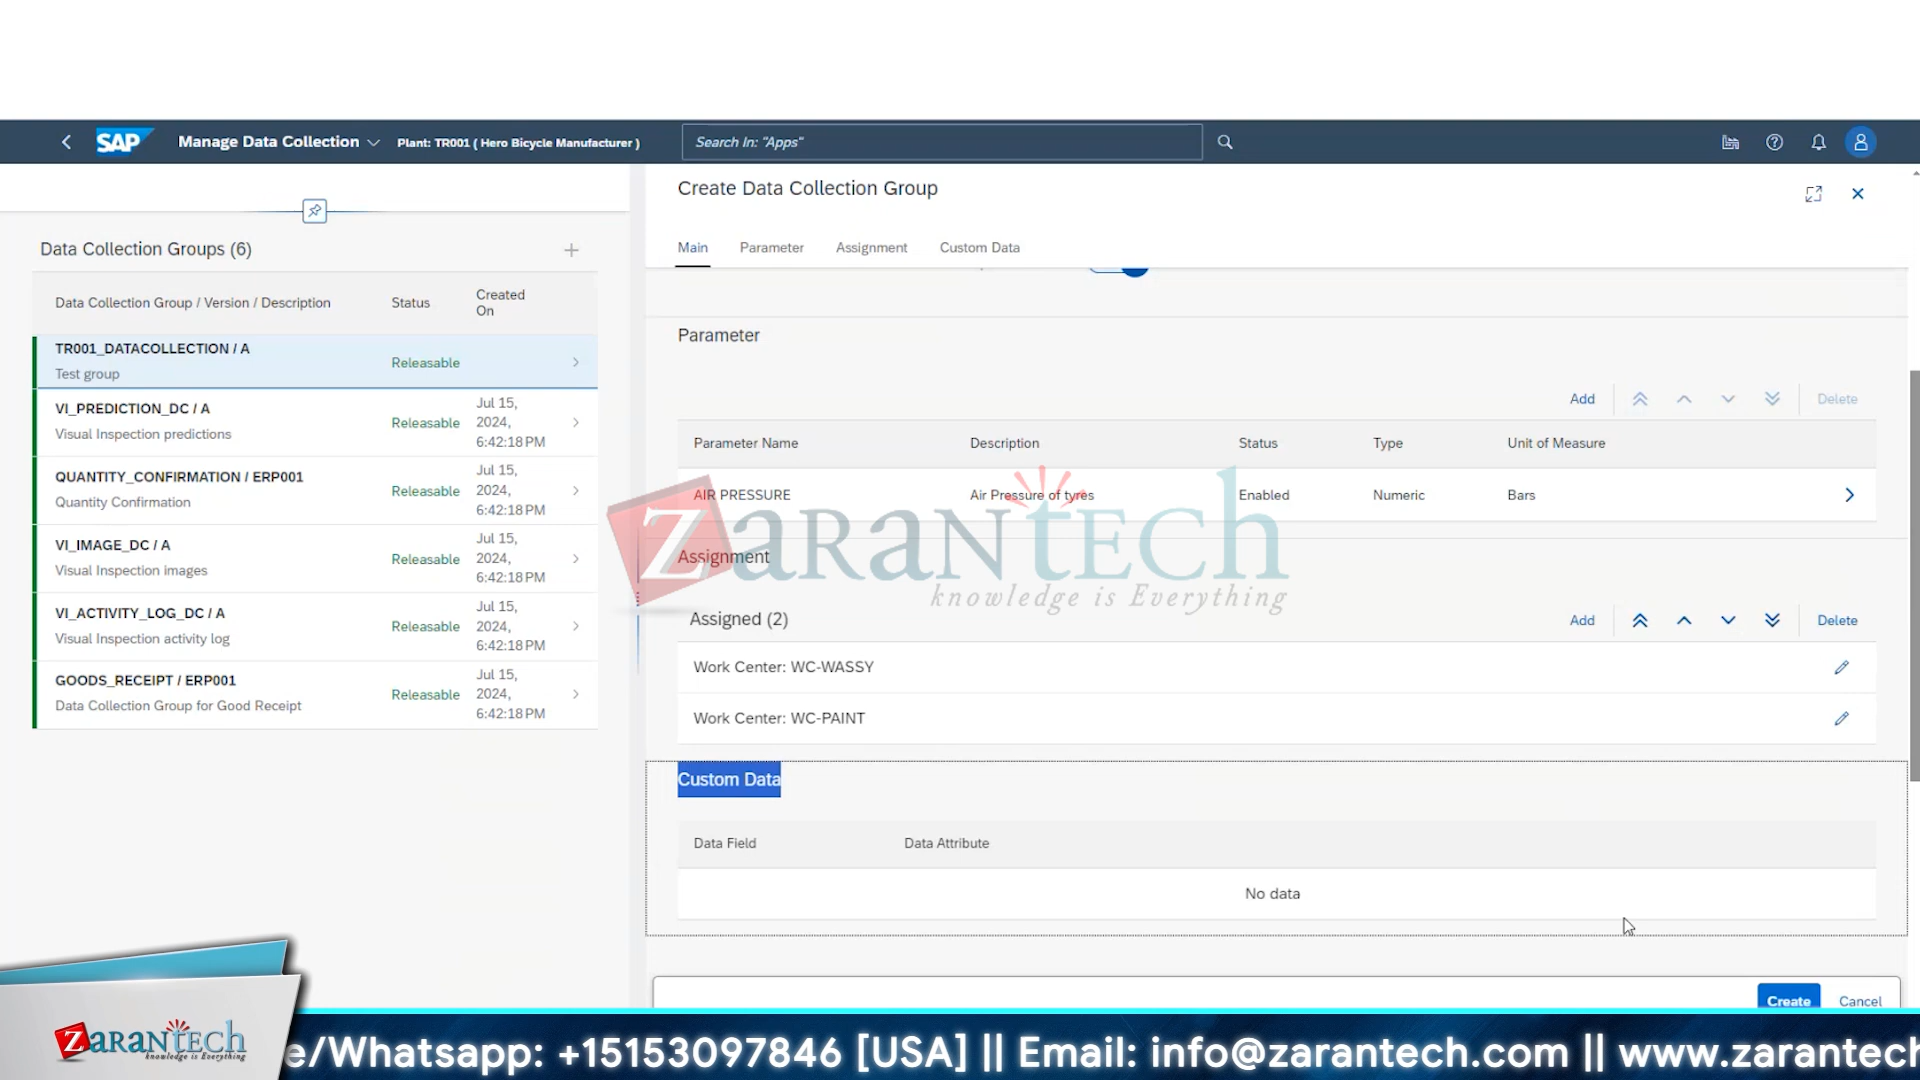 SAP
Manage Data Collection
Plant: TR001 ( Hero Bicycle Manufacturer )
Search In: "Apps"
Create Data Collection Group
Main
Parameter
Assignment
Custom Data
Data Collection Groups (6)
Data Collection Group / Version / Description
Status
Created
On
TR001_DATACOLLECTION / A
Test group
Releasable
VI_PREDICTION_DC / A
Visual Inspection predictions
Releasable
Jul 15,
2024,
6:42:18 PM
QUANTITY_CONFIRMATION / ERP001
Quantity Confirmation
Releasable
Jul 15,
2024,
6:42:18 PM
VI_IMAGE_DC / A
Visual Inspection images
Releasable
Jul 15,
2024,
6:42:18 PM
VI_ACTIVITY_LOG_DC / A
Visual Inspection activity log
Releasable
Jul 15,
2024,
6:42:18 PM
GOODS_RECEIPT / ERP001
Data Collection Group for Good Receipt
Releasable
Jul 15,
2024,
6:42:18 PM
Parameter
Add
Delete
Parameter Name
Description
Status
Type
Unit of Measure
AIR PRESSURE
Air Pressure of tyres
Enabled
Numeric
Bars
ZARANTECH
knowledge is Everything
Assignment
Assigned (2)
Add
Delete
Work Center: WC-WASSY
Work Center: WC-PAINT
Custom Data
Data Field
Data Attribute
No data
Create
Cancel
ZARANTECH
knowledge is Everything
e/Whatsapp: +15153097846 [USA] || Email: info@zarantech.com || www.zarantech